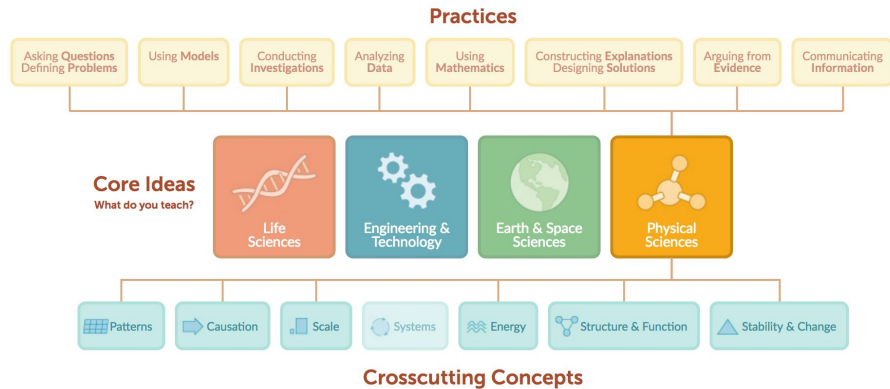 Practices
Asking Questions
Defining Problems
Using Models
Conducting
Investigations
Analyzing
Data
Using
Mathematics
Constructing Explanations
Designing Solutions
Arguing from
Evidence
Communicating
Information
Core Ideas
What do you teach?
Life
Sciences
Engineering &
Technology
Earth & Space
Sciences
Physical
Sciences
Patterns
Causation
Scale
Systems
Energy
Structure & Function
Stability & Change
Crosscutting Concepts